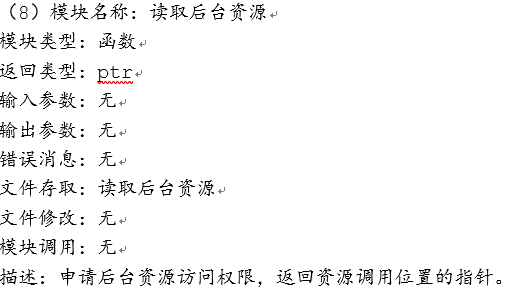 （8）模块名称：读取后台资源
模块类型：函数
返回类型：ptr
输入参数：无
输出参数：无
错误消息：无
文件存取：读取后台资源
文件修改：无
模块调用：无
描述：申请后台资源访问权限，返回资源调用位置的指针。